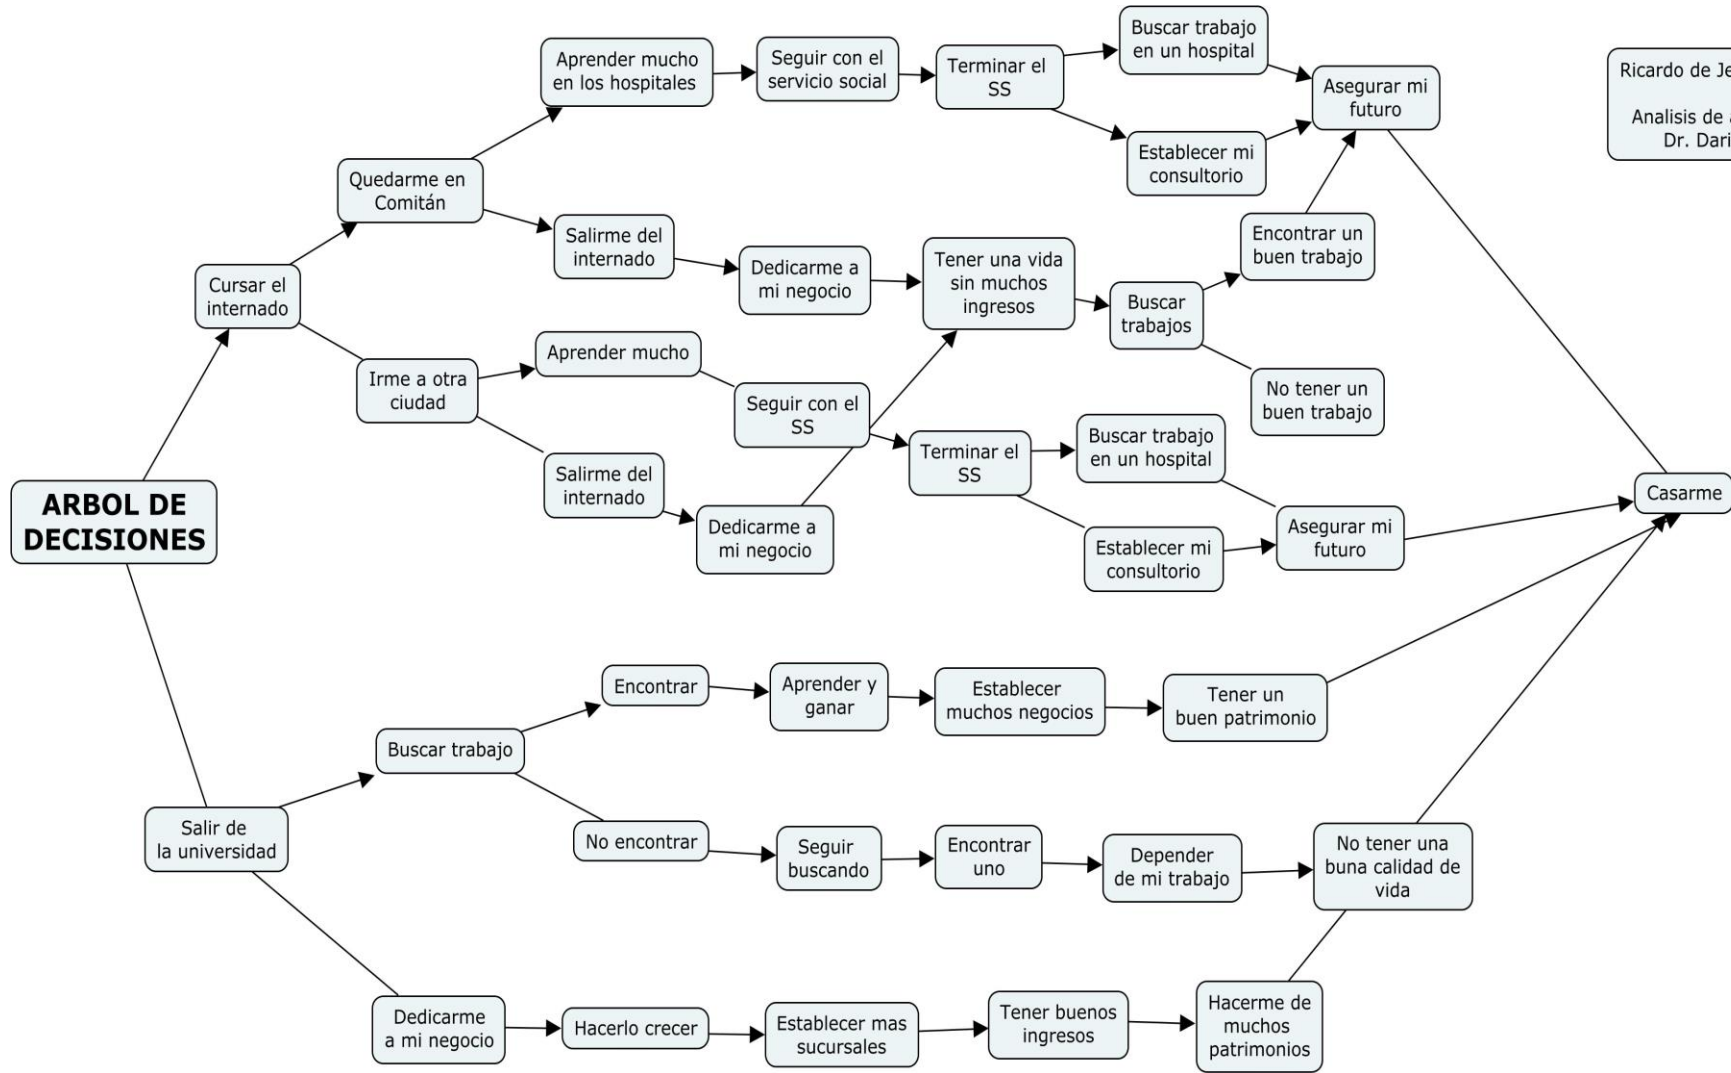 ARBOL DE
DECISIONES
Cursar el
internado
Quedarme en
Comitán
Aprender mucho
en los hospitales
Seguir con el
servicio social
Terminar el
SS
Buscar trabajo
en un hospital
Establecer mi
consultorio
Asegurar mi
futuro
Salirme del
internado
Dedicarme a
mi negocio
Tener una vida
sin muchos
ingresos
Buscar
trabajos
Encontrar un
buen trabajo
No tener un
buen trabajo
Irme a otra
ciudad
Aprender mucho
Seguir con el
SS
Terminar el
SS
Buscar trabajo
en un hospital
Establecer mi
consultorio
Asegurar mi
futuro
Salirme del
internado
Dedicarme a
mi negocio
Casarme
Salir de
la universidad
Buscar trabajo
Encontrar
Aprender y
ganar
Establecer
muchos negocios
Tener un
buen patrimonio
No encontrar
Seguir
buscando
Encontrar
uno
Depender
de mi trabajo
No tener una
buna calidad de
vida
Dedicarme
a mi negocio
Hacerlo crecer
Establecer mas
sucursales
Tener buenos
ingresos
Hacerme de
muchos
patrimonios
Ricardo de
Analisis de
Dr.